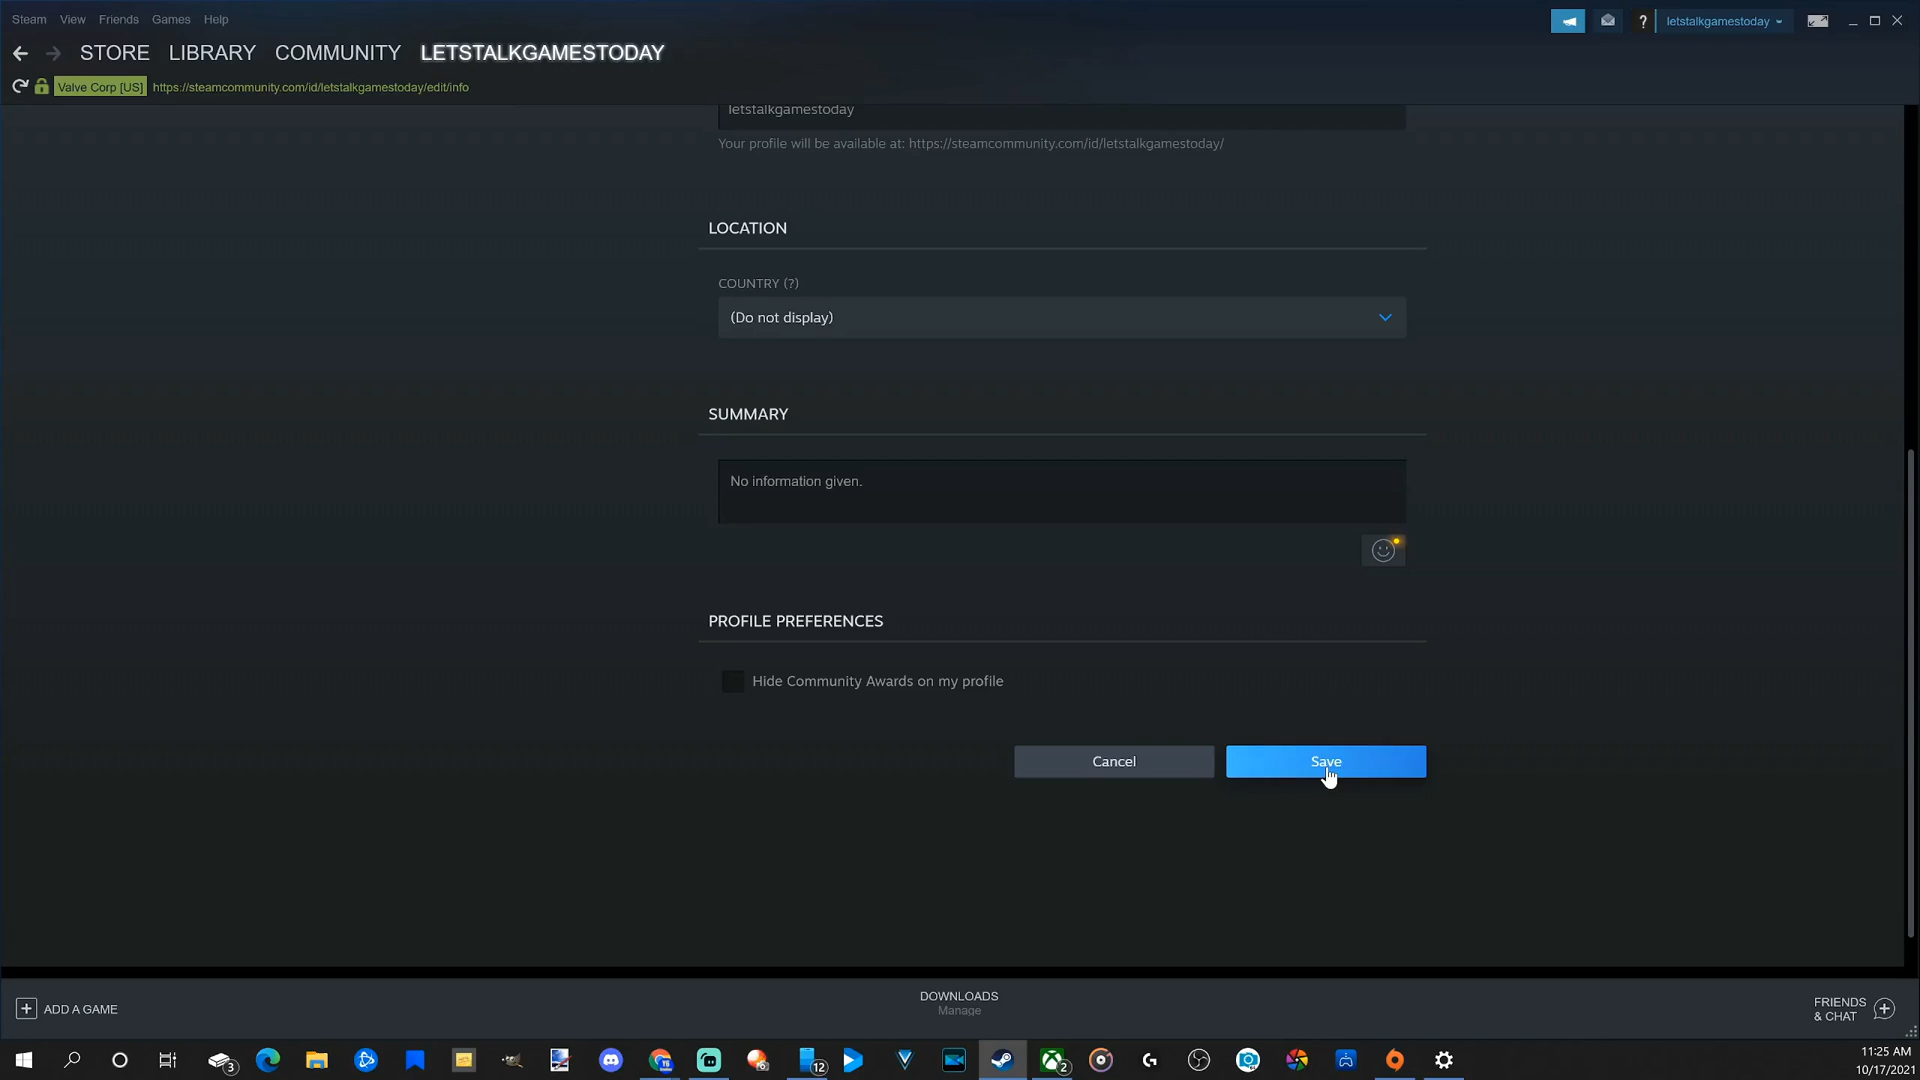 Steam View Friends Games Help
letstalkgamestoday
STORE LIBRARY COMMUNITY LETSTALKGAMESTODAY
Valve Corp [US] https://steamcommunity.com/id/letstalkgamestoday/edit/info
letstalkgamestoday
Your profile will be available at: https://steamcommunity.com/id/letstalkgamestoday/
LOCATION
COUNTRY (?)
(Do not display)
SUMMARY
No information given.
PROFILE PREFERENCES
Hide Community Awards on my profile
Cancel Save
ADD A GAME
DOWNLOADS
Manage
FRIENDS
& CHAT
3
12
2
11:25 AM
10/17/2021